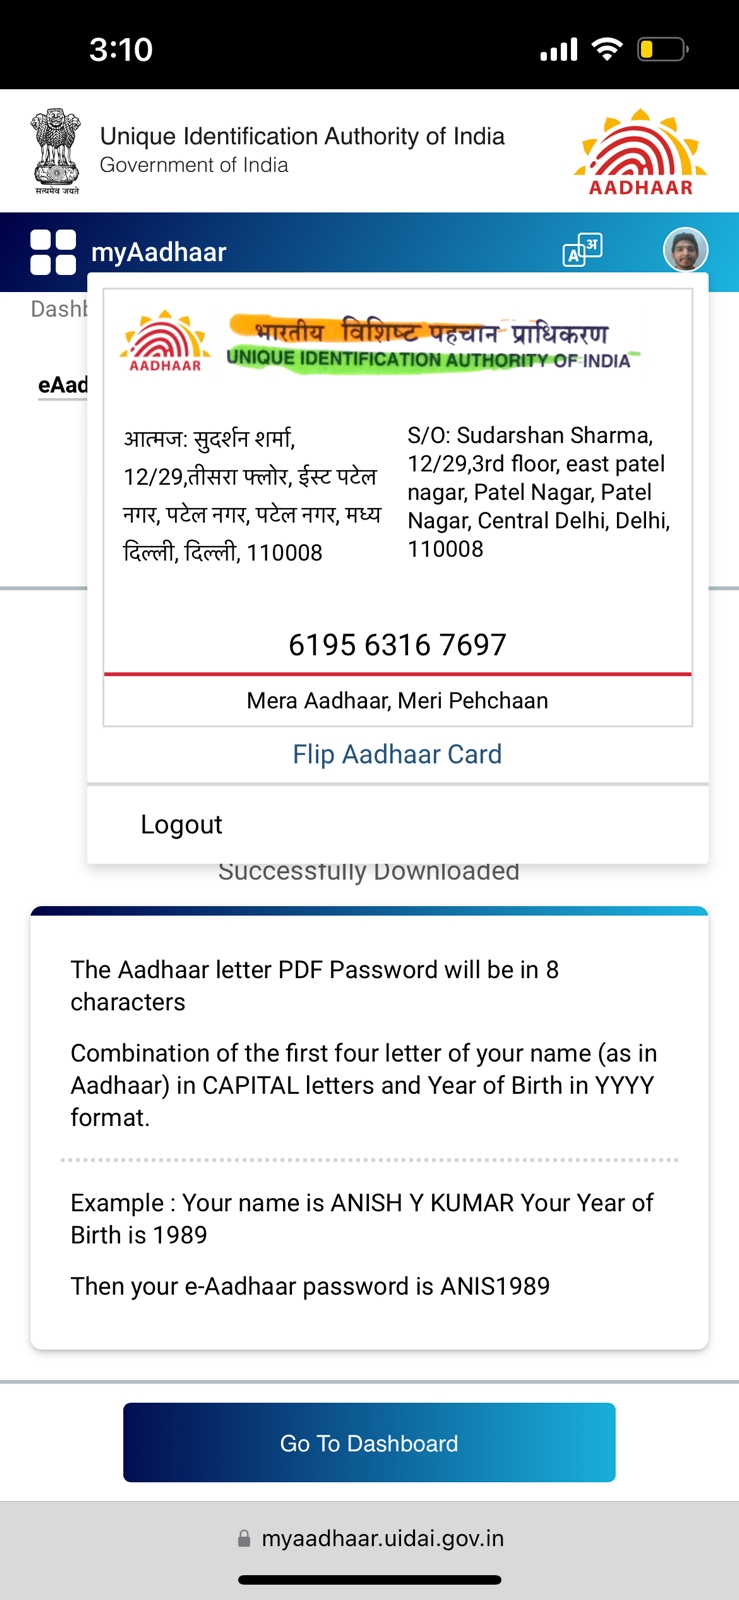 3:10
Unique Identification Authority of India
Government of India
सत्यमेव जयते
AADHAAR
myAadhaar
A अ
Dash
eAad
AADHAAR
भारतीय विशिष्ट पहचान प्राधिकरण
UNIQUE IDENTIFICATION AUTHORITY OF INDIA
आत्मज: सुदर्शन शर्मा,
12/29,तीसरा फ्लोर, ईस्ट पटेल
नगर, पटेल नगर, पटेल नगर, मध्य
दिल्ली, दिल्ली, 110008
S/O: Sudarshan Sharma,
12/29,3rd floor, east patel
nagar, Patel Nagar, Patel
Nagar, Central Delhi, Delhi,
110008
6195 6316 7697
Mera Aadhaar, Meri Pehchaan
Flip Aadhaar Card
Logout
Successfully Downloaded
The Aadhaar letter PDF Password will be in 8
characters
Combination of the first four letter of your name (as in
Aadhaar) in CAPITAL letters and Year of Birth in YYYY
format.
Example : Your name is ANISH Y KUMAR Your Year of
Birth is 1989
Then your e-Aadhaar password is ANIS1989
Go To Dashboard
myaadhaar.uidai.gov.in